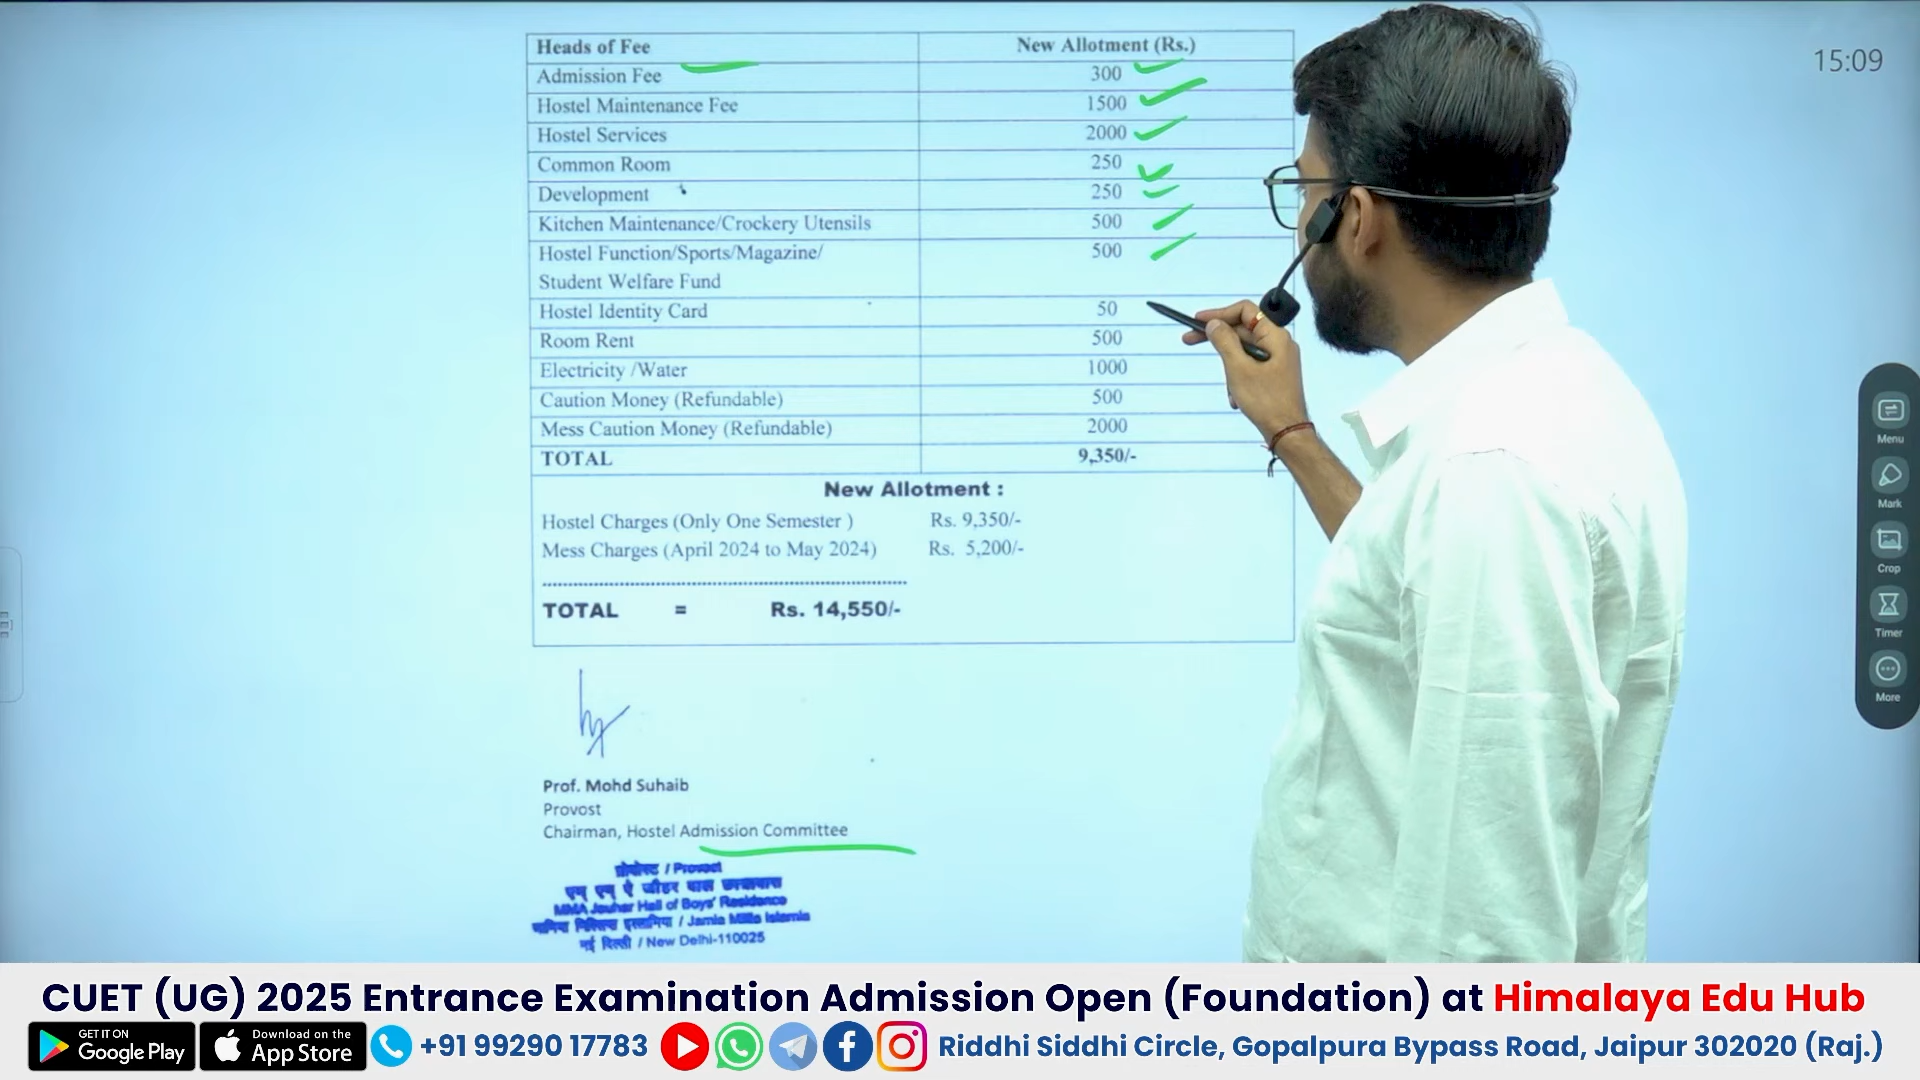 Heads of Fee New Allotment (Rs.)
Admission Fee 300
Hostel Maintenance Fee 1500
Hostel Services 2000
Common Room 250
Development 250
Kitchen Maintenance/Crockery Utensils 500
Hostel Function/Sports/Magazine/ 500
Student Welfare Fund
Hostel Identity Card 50
Room Rent 500
Electricity /Water 1000
Caution Money (Refundable) 500
Mess Caution Money (Refundable) 2000
TOTAL 9,350/-
New Allotment :
Hostel Charges (Only One Semester ) Rs. 9,350/-
Mess Charges (April 2024 to May 2024) Rs. 5,200/-
TOTAL = Rs. 14,550/-
Prof. Mohd Suhaib
Provost
Chairman, Hostel Admission Committee
प्रोवोस्ट / Provost
MMA Jouhar Hall of Boys' Residence
/ Jamia Millia Islamia
नई दिल्ली / New Delhi-110025
15:09
Menu
Mark
Crop
Timer
More
CUET (UG) 2025 Entrance Examination Admission Open (Foundation) at Himalaya Edu Hub
GET IT ON
Google Play
Download on the
App Store
+91 99290 17783
Riddhi Siddhi Circle, Gopalpura Bypass Road, Jaipur 302020 (Raj.)